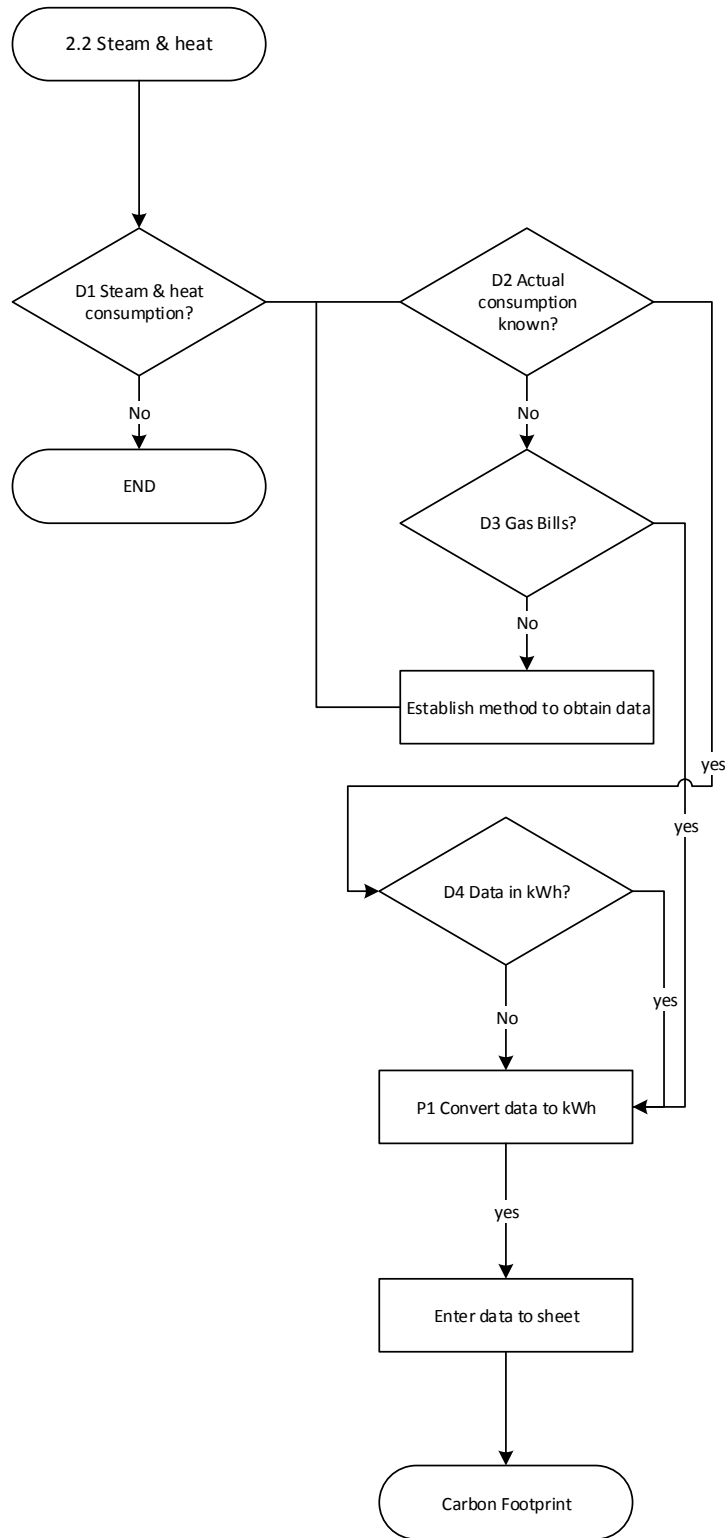 2.2 Steam & heat
D1 Steam & heat
consumption?
D2 Actual
consumption
known?
No
No
END
D3 Gas Bills?
No
Establish method to obtain data
yes
yes
D4 Data in kWh?
yes
No
P1 Convert data to kWh
yes
Enter data to sheet
Carbon Footprint